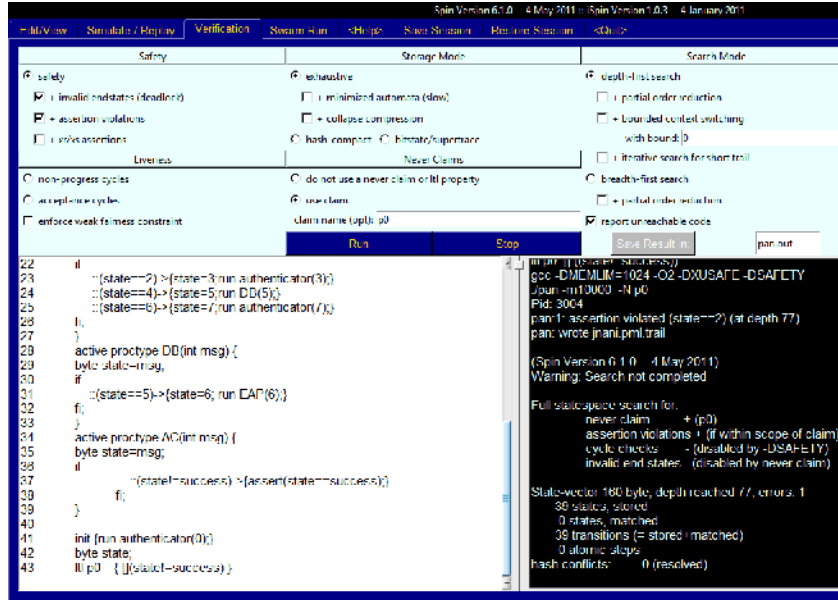 Spin Version 6.1.0 4 May 2011 :: iSpin Version 1.0.3 4 January 2011
Edit/View Simulate / Replay Verification Swarm Run <Help> Save Session Restore Session <Quit>
Safety Storage Mode Search Mode
safety exhaustive depth-first search
+ invalid endstates (deadlock) + minimized automata (slow) + partial order reduction
+ assertion violations + collapse compression + bounded context switching
+ xr/xs assertions hash-compact bitstate/supertrace with bound: 0
Liveness Never Claims + iterative search for short trail
non-progress cycles do not use a never claim or ltl property breadth-first search
acceptance cycles use claim + partial order reduction
enforce weak fairness constraint claim name (opt): p0 report unreachable code
Run Stop Save Result in: pan.out
22 if
23 ::(state==2)->{state=3;run authenticator(3);}
24 ::(state==4)->{state=5;run DB(5);}
25 ::(state==6)->{state=7;run authenticator(7);}
26 fi;
27 }
28 active proctype DB(int msg) {
29 byte state=msg;
30 if
31 ::(state==5)->{state=6; run EAP(6);}
32 fi;
33 }
34 active proctype AC(int msg) {
35 byte state=msg;
36 if
37 ::(state!=success)->{assert(state==success);}
38 fi;
39 }
40
41 init {run authenticator(0);}
42 byte state;
43 ltl p0 { [](state!=success) }
ltl p0: [] ((state!=success))
gcc -DMEMLIM=1024 -O2 -DXUSAFE -DSAFETY
./pan -m10000 -N p0
Pid: 3004
pan:1: assertion violated (state==2) (at depth 77)
pan: wrote jnani.pml.trail
(Spin Version 6.1.0 4 May 2011)
Warning: Search not completed
Full statespace search for:
never claim + (p0)
assertion violations + (if within scope of claim)
cycle checks - (disabled by -DSAFETY)
invalid end states - (disabled by never claim)
State-vector 160 byte, depth reached 77, errors: 1
39 states, stored
0 states, matched
39 transitions (= stored+matched)
0 atomic steps
hash conflicts: 0 (resolved)